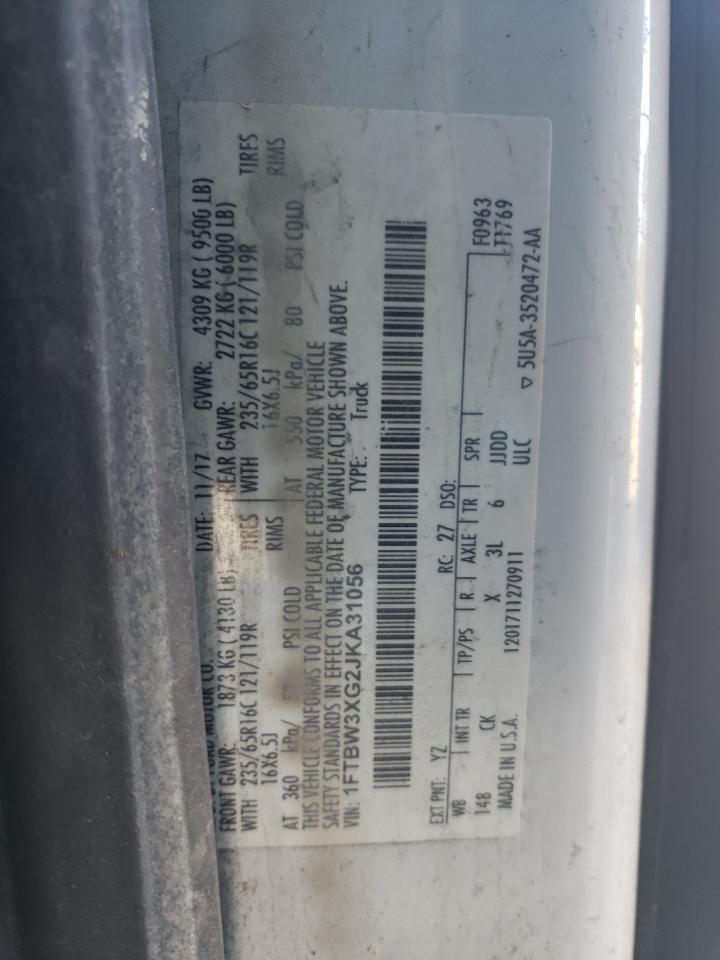 FORD MOTOR CO.
DATE: 11/17 GVWR: 4309 KG ( 9500 LB)
FRONT GAWR: 1873 KG ( 4130 LB) REAR GAWR: 2722 KG ( 6000 LB)
WITH 235/65R16C 121/119R TIRES WITH 235/65R16C 121/119R TIRES
16X6.5J RIMS 16X6.5J RIMS
AT 360 kPa/ PSI COLD AT 550 kPa/ 80 PSI COLD
THIS VEHICLE CONFORMS TO ALL APPLICABLE FEDERAL MOTOR VEHICLE
SAFETY STANDARDS IN EFFECT ON THE DATE OF MANUFACTURE SHOWN ABOVE.
VIN: 1FTBW3XG2JKA31056 TYPE: Truck
EXT PNT: YZ RC: 27 DSO: F0963
WB INT TR TP/PS R AXLE TR SPR T1769
148 CK X 3L 6 JJDD
MADE IN U.S.A. 1201711270911 ULC ▽ 5U5A-3520472-AA